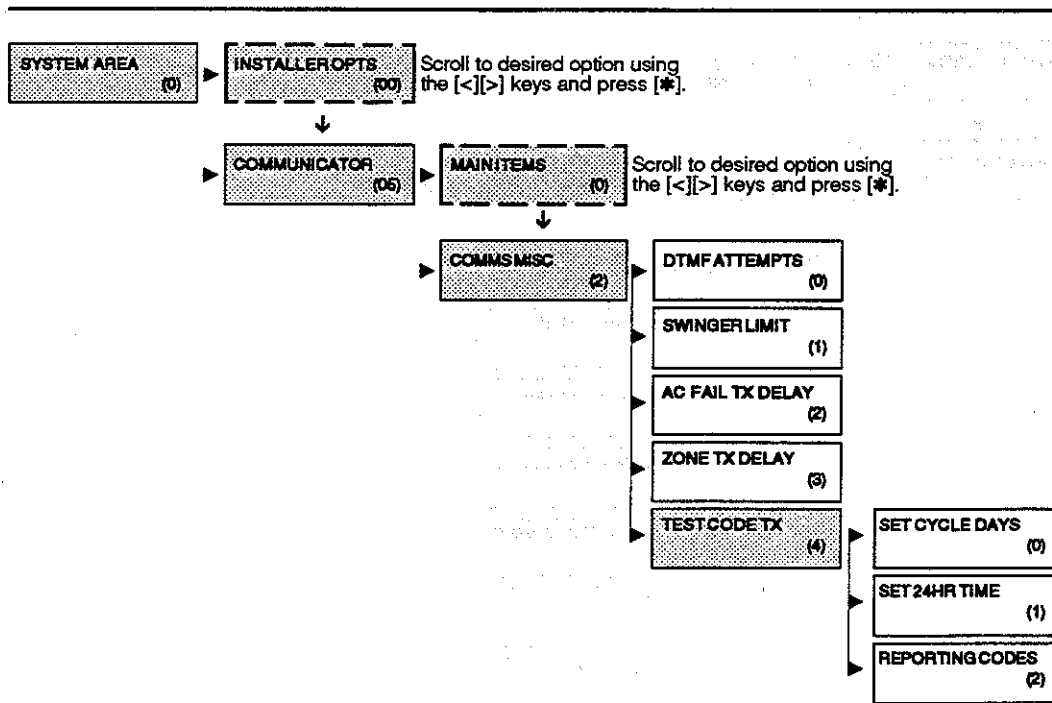 SYSTEM AREA
(0)
INSTALLER OPTS
(00)
Scroll to desired option using
the [<][>] keys and press [✱].
COMMUNICATOR
(05)
MAIN ITEMS
(0)
Scroll to desired option using
the [<][>] keys and press [✱].
COMMS MISC
(2)
DTMF ATTEMPTS
(0)
SWINGER LIMIT
(1)
AC FAIL TX DELAY
(2)
ZONE TX DELAY
(3)
TEST CODE TX
(4)
SET CYCLE DAYS
(0)
SET 24HR TIME
(1)
REPORTING CODES
(2)